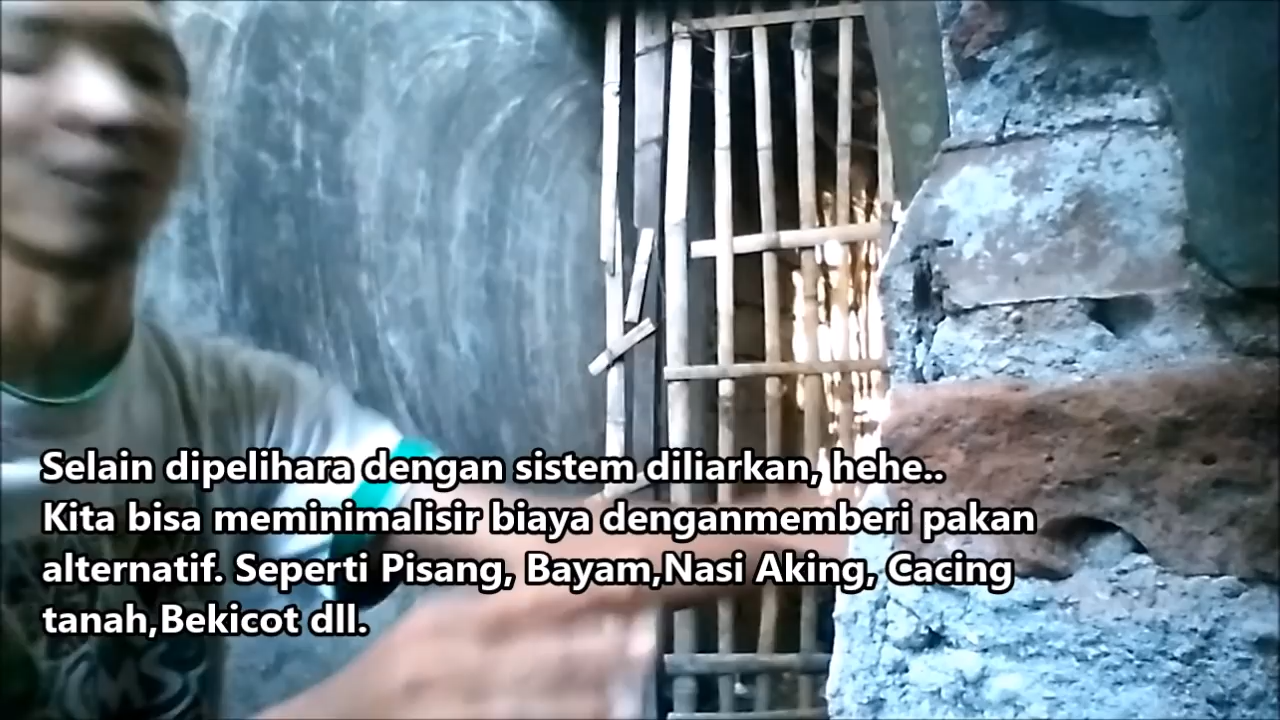 Selain dipelihara dengan sistem diliarkan, hehe..
Kita bisa meminimalisir biaya denganmemberi pakan
alternatif. Seperti Pisang, Bayam,Nasi Aking, Cacing
tanah,Bekicot dll.
CMS